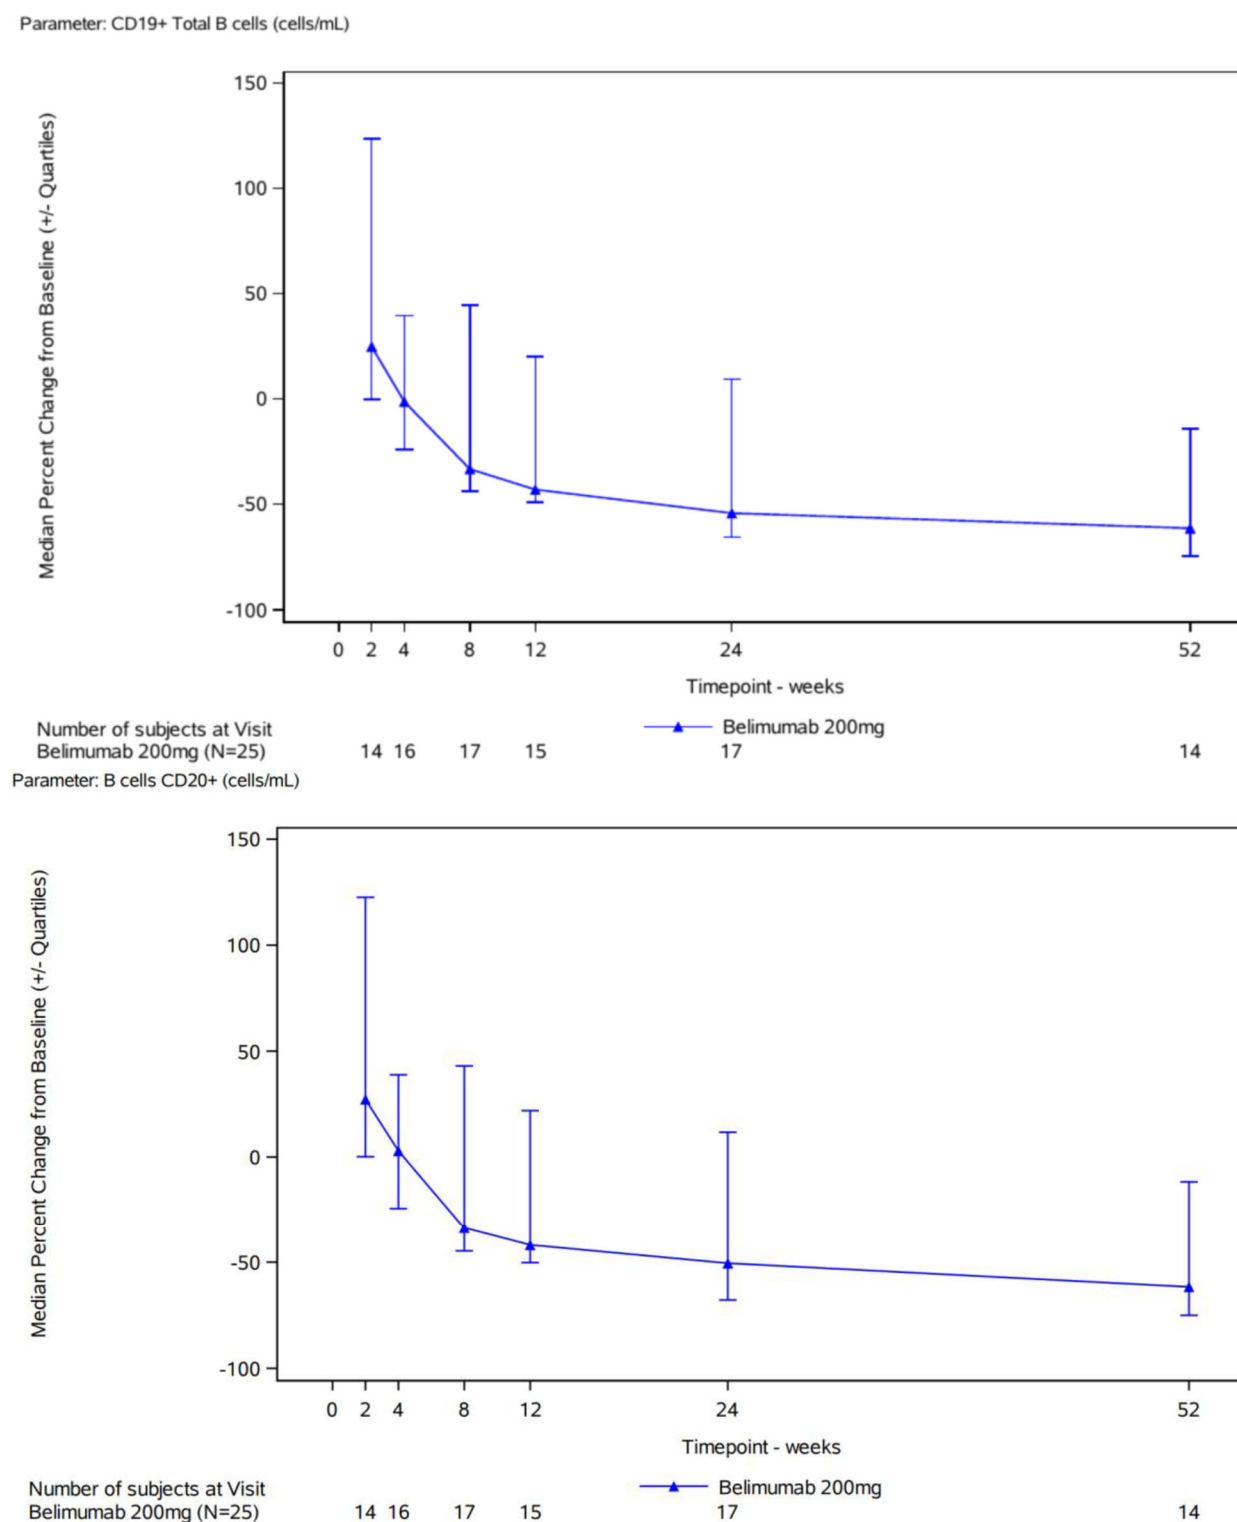 Parameter: CD19+ Total B cells (cells/mL)
Median Percent Change from Baseline (+/- Quartiles)
150
100
50
0
-50
-100
0 2 4 8 12 24 52
Timepoint - weeks
Number of subjects at Visit
Belimumab 200mg
Belimumab 200mg (N=25) 14 16 17 15 17 14
Parameter: B cells CD20+ (cells/mL)
Median Percent Change from Baseline (+/- Quartiles)
150
100
50
0
-50
-100
0 2 4 8 12 24 52
Timepoint - weeks
Number of subjects at Visit
Belimumab 200mg
Belimumab 200mg (N=25) 14 16 17 15 17 14